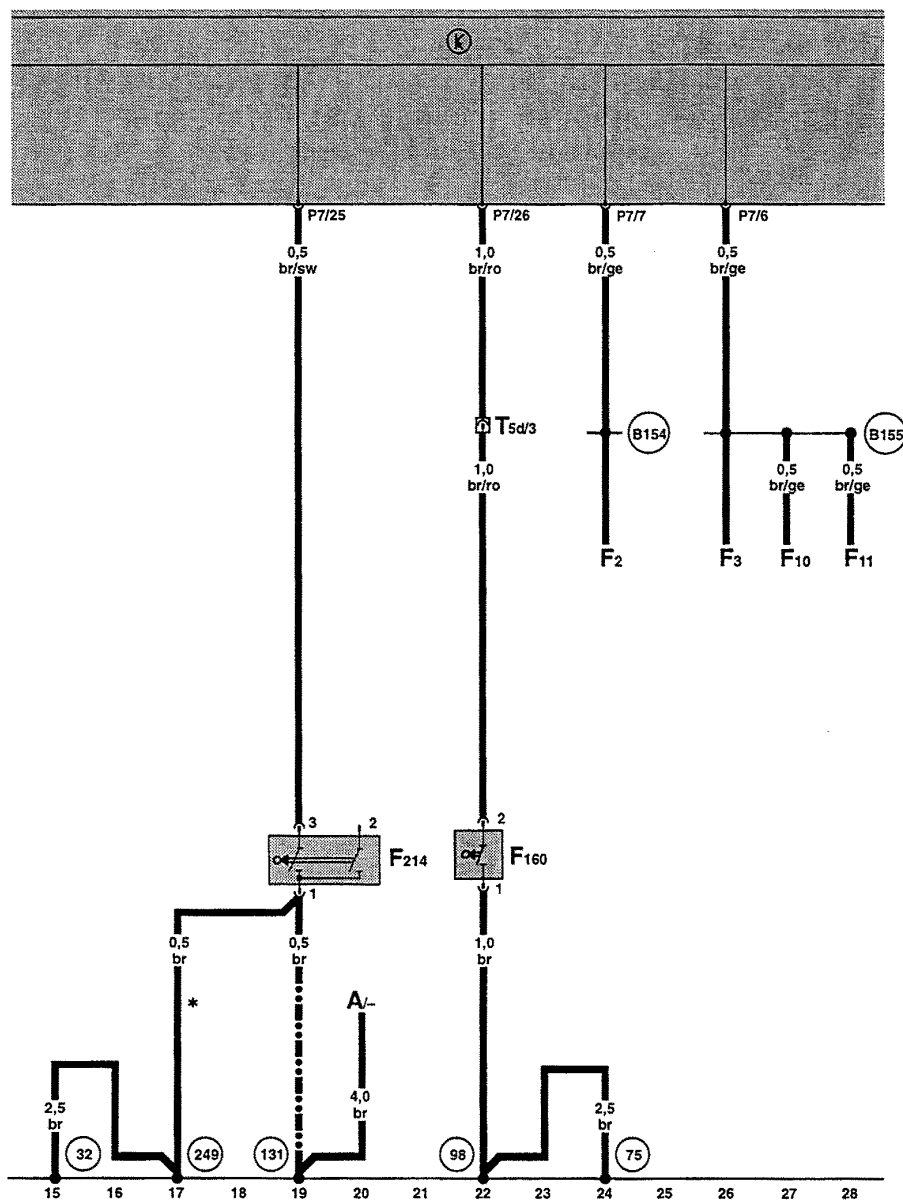 K
P7/25 P7/26 P7/7 P7/6
0,5 1,0 0,5 0,5
br/sw br/ro br/ge br/ge
T5d/3 B154 B155
1,0 0,5 0,5
br/ro br/ge br/ge
F2 F3 F10 F11
3 2 2
F214 F160
1 1
0,5 0,5 1,0
br br br
* A/–
2,5 4,0 2,5
br br br
32 249 131 98 75
15 16 17 18 19 20 21 22 23 24 25 26 27 28